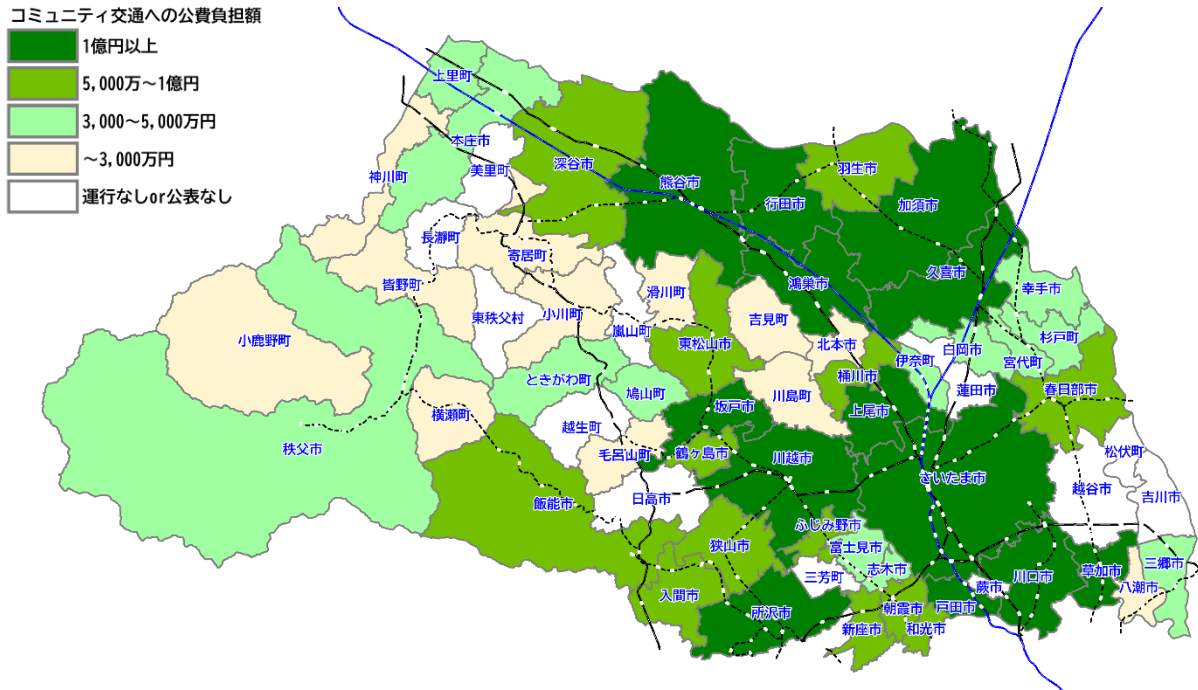 コミュニティ交通への公費負担額
1億円以上
5,000万～1億円
3,000～5,000万円
～3,000万円
運行なしor公表なし
上里町
本庄市
美里町
神川町
深谷市
熊谷市
行田市
羽生市
加須市
長瀞町
寄居町
皆野町
滑川町
鴻巣市
久喜市
幸手市
小鹿野町
東秩父村
小川町
嵐山町
吉見町
北本市
杉戸町
東松山市
伊奈町
白岡市
宮代町
ときがわ町
鳩山町
川島町
桶川市
蓮田市
春日部市
横瀬町
坂戸市
上尾市
越生町
秩父市
毛呂山町
鶴ヶ島市
川越市
さいたま市
松伏町
越谷市
吉川市
飯能市
日高市
ふじみ野市
狭山市
富士見市
志木市
三芳町
入間市
所沢市
蕨市
川口市
草加市
三郷市
八潮市
朝霞市
戸田市
新座市
和光市